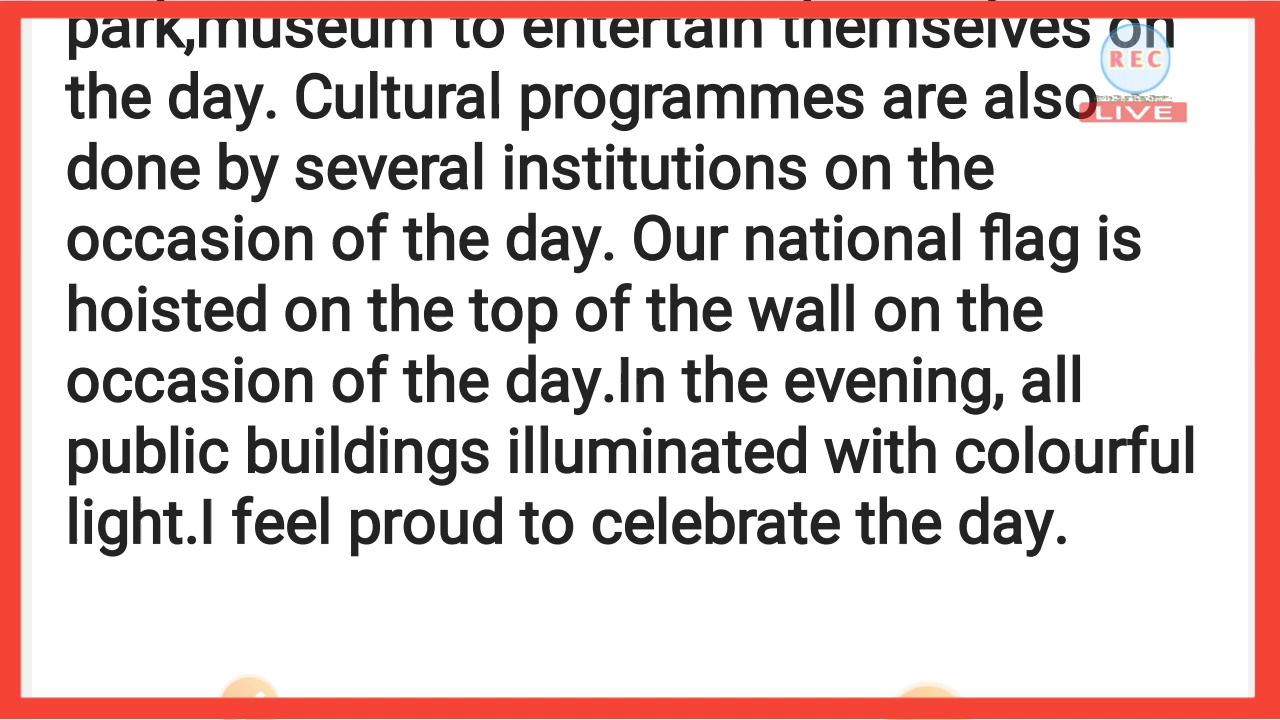 park,museum to entertain themselves on
the day. Cultural programmes are also
done by several institutions on the
occasion of the day. Our national flag is
hoisted on the top of the wall on the
occasion of the day.In the evening, all
public buildings illuminated with colourful
light.I feel proud to celebrate the day.
REC
LIVE